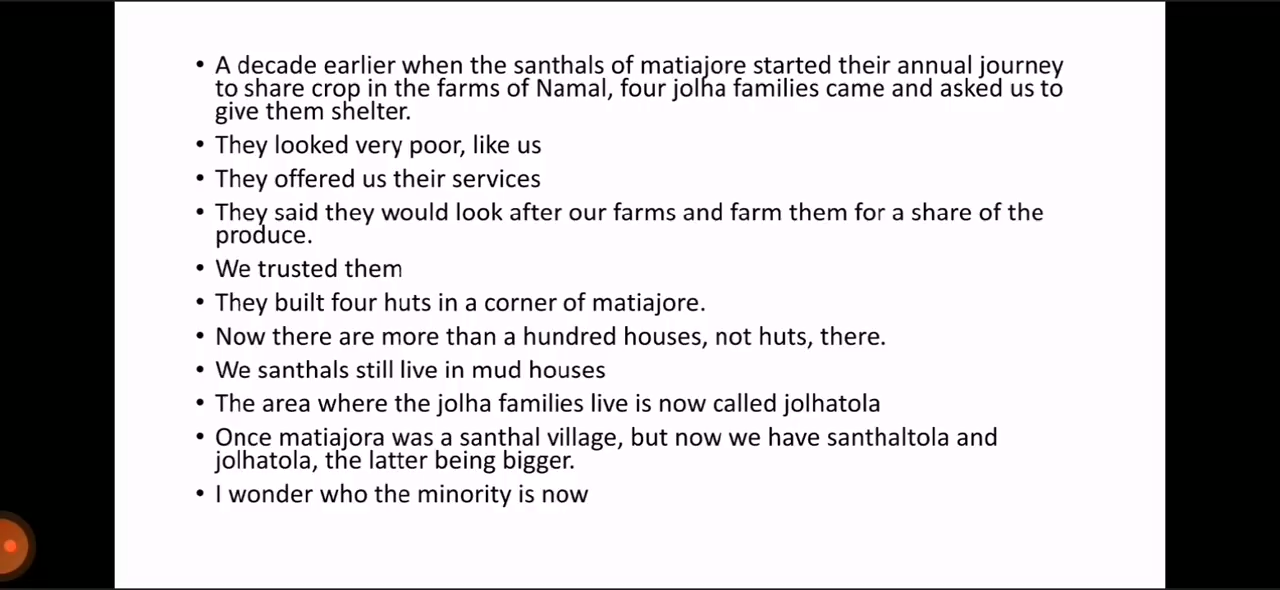 • A decade earlier when the santhals of matiajore started their annual journey
to share crop in the farms of Namal, four jolha families came and asked us to
give them shelter.
• They looked very poor, like us
• They offered us their services
• They said they would look after our farms and farm them for a share of the
produce.
• We trusted them
• They built four huts in a corner of matiajore.
• Now there are more than a hundred houses, not huts, there.
• We santhals still live in mud houses
• The area where the jolha families live is now called jolhatola
• Once matiajora was a santhal village, but now we have santhaltola and
jolhatola, the latter being bigger.
• I wonder who the minority is now